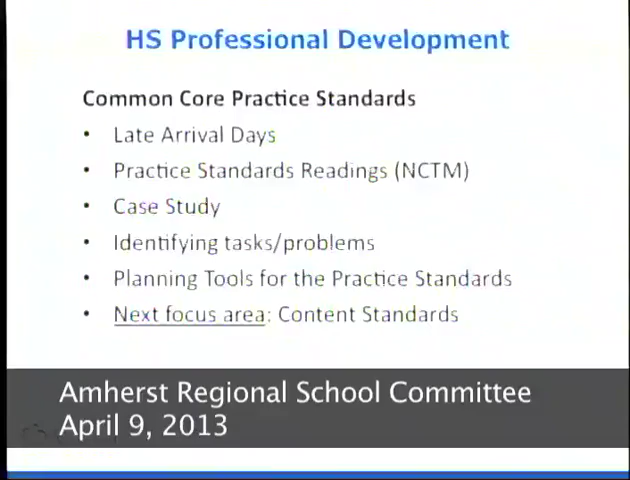 HS Professional Development
Common Core Practice Standards
• Late Arrival Days
• Practice Standards Readings (NCTM)
• Case Study
• Identifying tasks/problems
• Planning Tools for the Practice Standards
• Next focus area: Content Standards
Amherst Regional School Committee
April 9, 2013